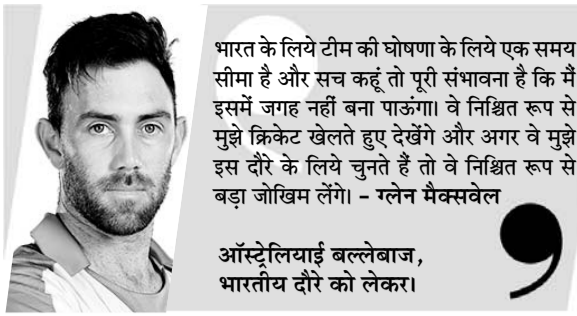 भारत के लिये टीम की घोषणा के लिये एक समय
सीमा है और सच कहूं तो पूरी संभावना है कि मैं
इसमें जगह नहीं बना पाऊंगा। वे निश्चित रूप से
मुझे क्रिकेट खेलते हुए देखेंगे और अगर वे मुझे
इस दौरे के लिये चुनते हैं तो वे निश्चित रूप से
बड़ा जोखिम लेंगे। – ग्लेन मैक्सवेल
ऑस्ट्रेलियाई बल्लेबाज,
भारतीय दौरे को लेकर।